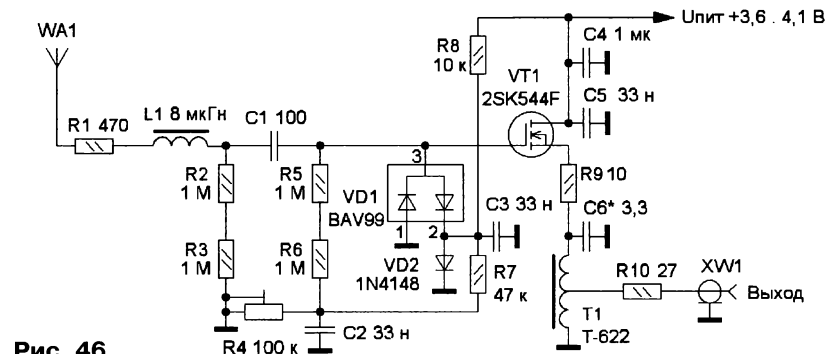 Uпит +3,6 . 4,1 В
WA1
R8
10 к
C4 1 мк
VT1
2SK544F
C5 33 н
L1 8 мкГн
C1 100
R1 470
3
R2
1 М
R5
1 М
VD1
BAV99
R9 10
C3 33 н
C6* 3,3
1
2
R3
1 М
R6
1 М
VD2
1N4148
R7
47 к
R10 27
XW1
Выход
T1
T-622
C2 33 н
R4 100 к
Рис. 46